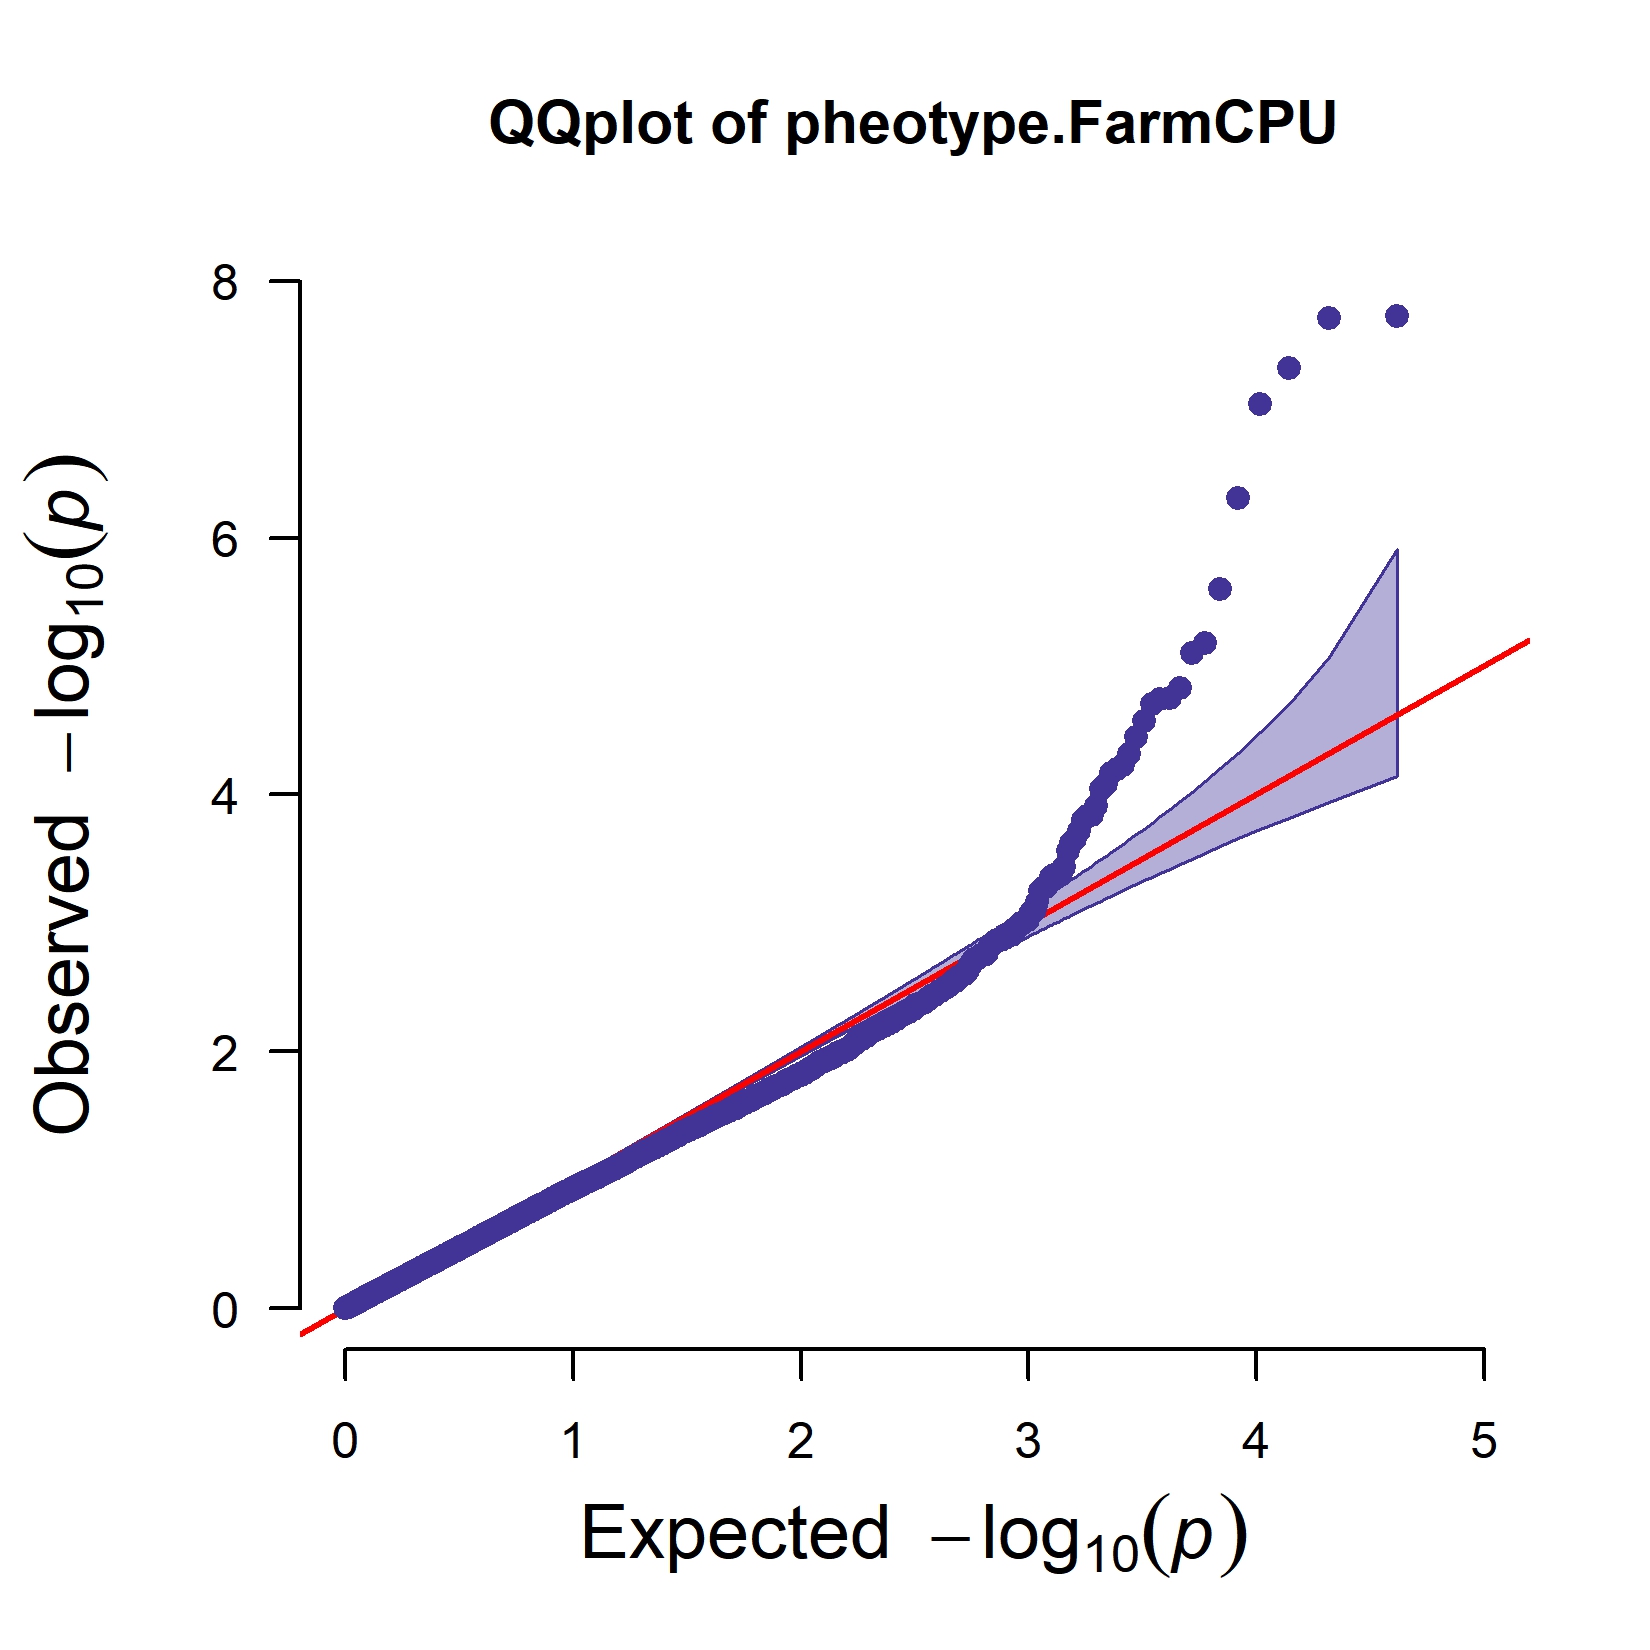 QQplot of pheotype.FarmCPU
8
6
4
2
0
Observed −log₁₀(p)
0 1 2 3 4 5
Expected −log₁₀(p)